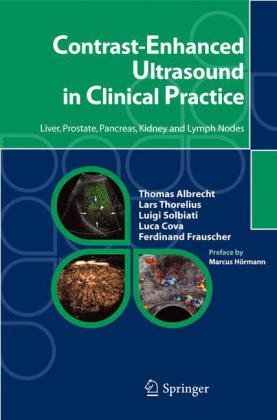 Contrast-Enhanced
Ultrasound
in Clinical Practice
Liver, Prostate, Pancreas, Kidney and Lymph Nodes
Thomas Albrecht
Lars Thorelius
Luigi Solbiati
Luca Cova
Ferdinand Frauscher
Preface by
Marcus Hörmann
Springer